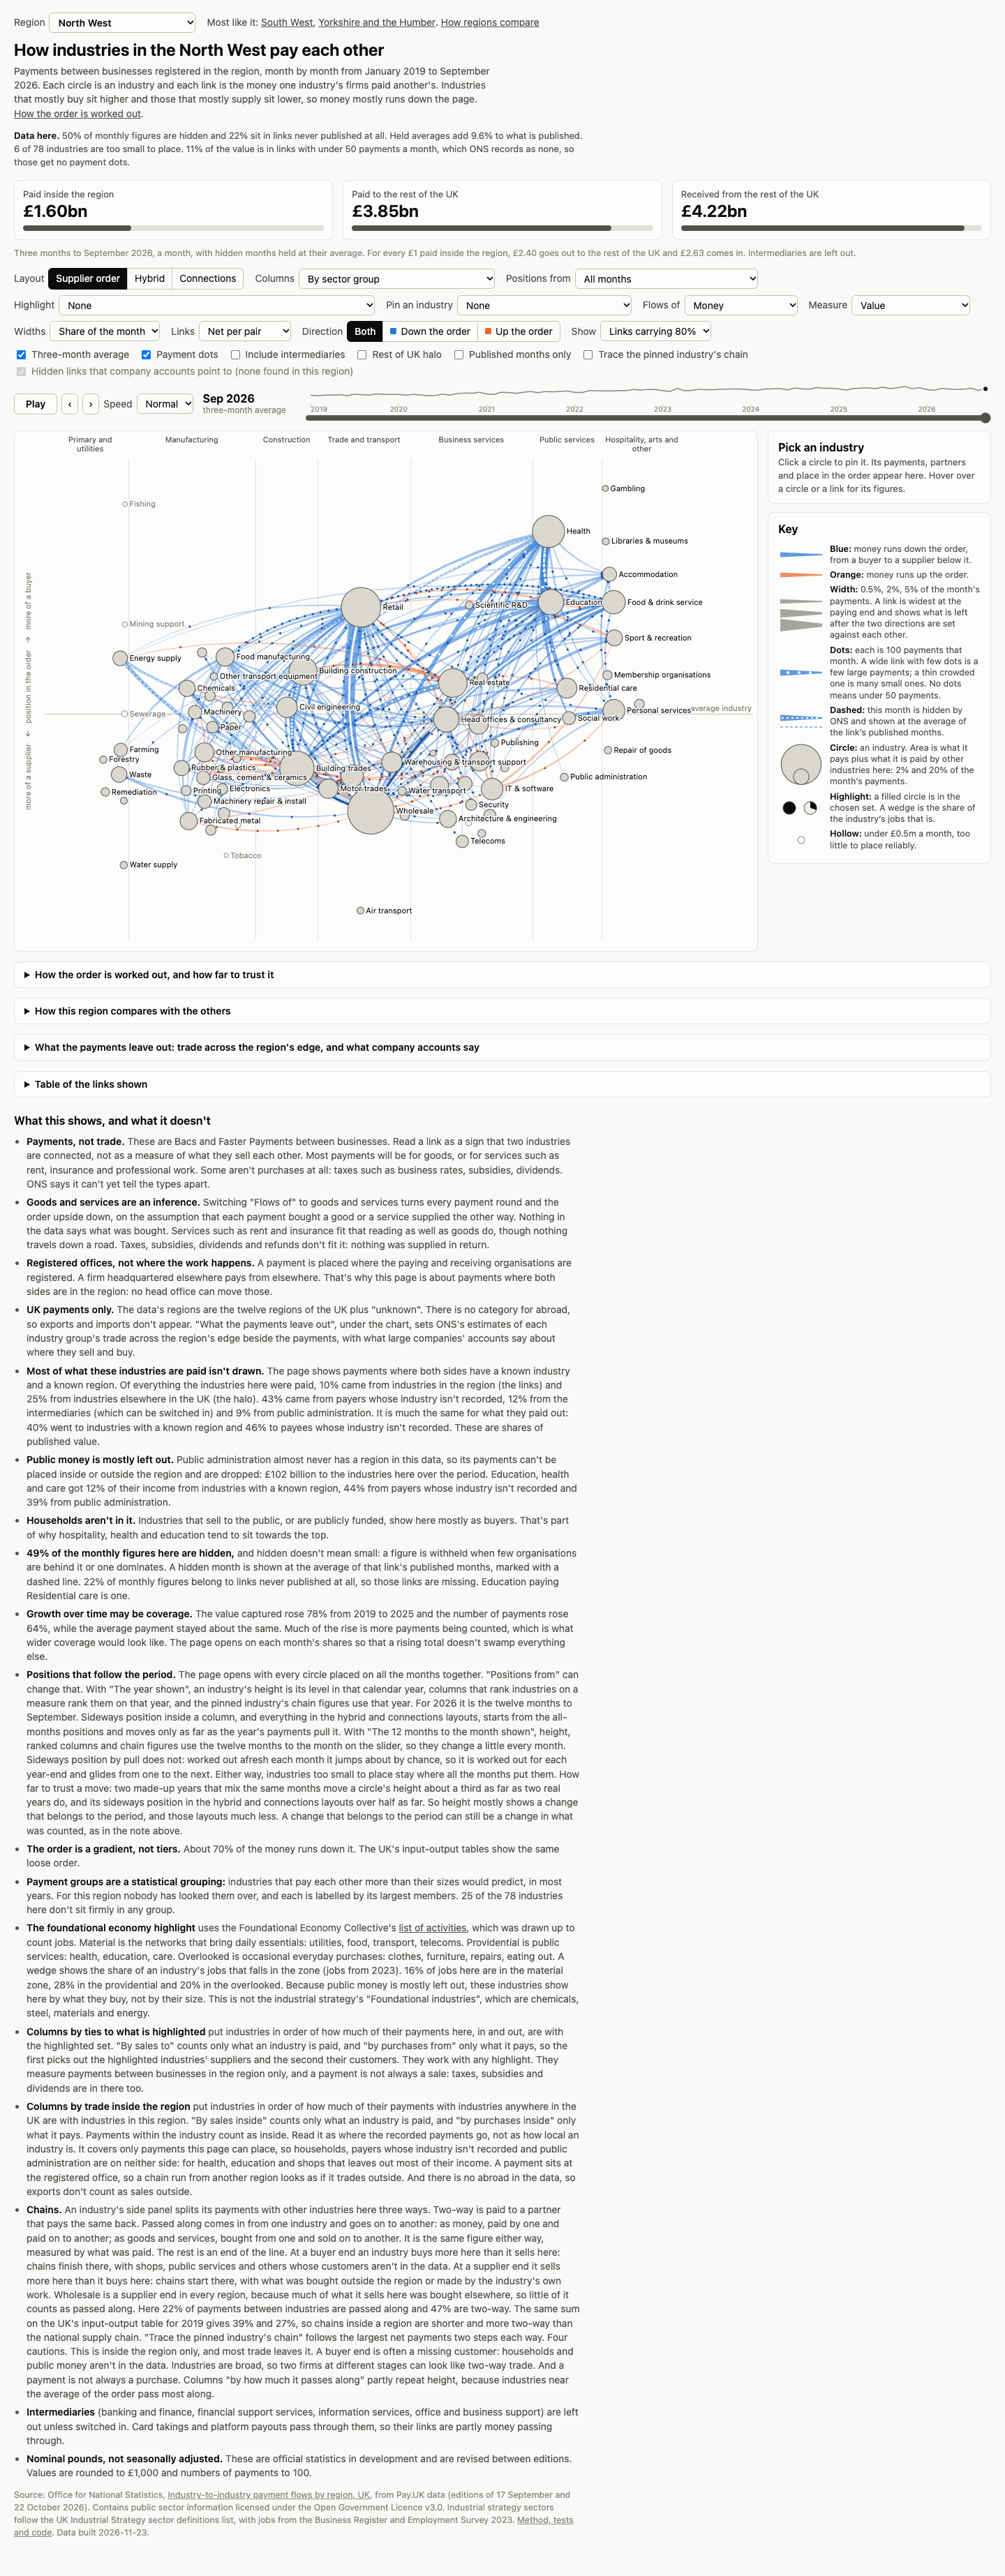 Region North West Most like it: South West, Yorkshire and the Humber. How regions compare
How industries in the North West pay each other
Payments between businesses registered in the region, month by month from January 2019 to September
2026. Each circle is an industry and each link is the money one industry's firms paid another's. Industries
that mostly buy sit higher and those that mostly supply sit lower, so money mostly runs down the page.
How the order is worked out.
Data here. 50% of monthly figures are hidden and 22% sit in links never published at all. Held averages add 9.6% to what is published.
6 of 78 industries are too small to place. 11% of the value is in links with under 50 payments a month, which ONS records as none, so
those get no payment dots.
Paid inside the region
£1.60bn
Paid to the rest of the UK
£3.85bn
Received from the rest of the UK
£4.22bn
Three months to September 2026, a month, with hidden months held at their average. For every £1 paid inside the region, £2.40 goes out to the rest of the UK and £2.63 comes in. Intermediaries are left out.
Layout Supplier order Hybrid Connections Columns By sector group Positions from All months
Highlight None Pin an industry None Flows of Money Measure Value
Widths Share of the month Links Net per pair Direction Both Down the order Up the order Show Links carrying 80%
Three-month average Payment dots Include intermediaries Rest of UK halo Published months only Trace the pinned industry's chain
Hidden links that company accounts point to (none found in this region)
Play ‹ › Speed Normal Sep 2026
three-month average
2019 2020 2021 2022 2023 2024 2025 2026
Primary and utilities
Manufacturing
Construction
Trade and transport
Business services
Public services
Hospitality, arts and other
more of a supplier ← position in the order → more of a buyer
Gambling
Fishing
Health
Libraries & museums
Accommodation
Retail
Scientific R&D
Education
Food & drink service
Mining support
Sport & recreation
Energy supply
Food manufacturing
Building construction
Other transport equipment
Membership organisations
Chemicals
Real estate
Residential care
Civil engineering
Machinery
Personal services
average industry
Sewerage
Head offices & consultancy
Social work
Paper
Publishing
Farming
Other manufacturing
Repair of goods
Forestry
Warehousing & transport support
Rubber & plastics
Building trades
Waste
Glass, cement & ceramics
Public administration
Remediation
Printing
Electronics
Motor trades
Water transport
IT & software
Machinery repair & install
Security
Wholesale
Fabricated metal
Architecture & engineering
Telecoms
Tobacco
Water supply
Air transport
Pick an industry
Click a circle to pin it. Its payments, partners
and place in the order appear here. Hover over
a circle or a link for its figures.
Key
Blue: money runs down the order,
from a buyer to a supplier below it.
Orange: money runs up the order.
Width: 0.5%, 2%, 5% of the month's
payments. A link is widest at the
paying end and shows what is left
after the two directions are set
against each other.
Dots: each is 100 payments that
month. A wide link with few dots is a
few large payments; a thin crowded
one is many small ones. No dots
means under 50 payments.
Dashed: this month is hidden by
ONS and shown at the average of
the link's published months.
Circle: an industry. Area is what it
pays plus what it is paid by other
industries here: 2% and 20% of the
month's payments.
Highlight: a filled circle is in the
chosen set. A wedge is the share of
the industry's jobs that is.
Hollow: under £0.5m a month, too
little to place reliably.
How the order is worked out, and how far to trust it
How this region compares with the others
What the payments leave out: trade across the region's edge, and what company accounts say
Table of the links shown
What this shows, and what it doesn't
Payments, not trade. These are Bacs and Faster Payments between businesses. Read a link as a sign that two industries
are connected, not as a measure of what they sell each other. Most payments will be for goods, or for services such as
rent, insurance and professional work. Some aren't purchases at all: taxes such as business rates, subsidies, dividends.
ONS says it can't yet tell the types apart.
Goods and services are an inference. Switching "Flows of" to goods and services turns every payment round and the
order upside down, on the assumption that each payment bought a good or a service supplied the other way. Nothing in
the data says what was bought. Services such as rent and insurance fit that reading as well as goods do, though nothing
travels down a road. Taxes, subsidies, dividends and refunds don't fit it: nothing was supplied in return.
Registered offices, not where the work happens. A payment is placed where the paying and receiving organisations are
registered. A firm headquartered elsewhere pays from elsewhere. That's why this page is about payments where both
sides are in the region: no head office can move those.
UK payments only. The data's regions are the twelve regions of the UK plus "unknown". There is no category for abroad,
so exports and imports don't appear. "What the payments leave out", under the chart, sets ONS's estimates of each
industry group's trade across the region's edge beside the payments, with what large companies' accounts say about
where they sell and buy.
Most of what these industries are paid isn't drawn. The page shows payments where both sides have a known industry
and a known region. Of everything the industries here were paid, 10% came from industries in the region (the links) and
25% from industries elsewhere in the UK (the halo). 43% came from payers whose industry isn't recorded, 12% from the
intermediaries (which can be switched in) and 9% from public administration. It is much the same for what they paid out:
40% went to industries with a known region and 46% to payees whose industry isn't recorded. These are shares of
published value.
Public money is mostly left out. Public administration almost never has a region in this data, so its payments can't be
placed inside or outside the region and are dropped: £102 billion to the industries here over the period. Education, health
and care got 12% of their income from industries with a known region, 44% from payers whose industry isn't recorded and
39% from public administration.
Households aren't in it. Industries that sell to the public, or are publicly funded, show here mostly as buyers. That's part
of why hospitality, health and education tend to sit towards the top.
49% of the monthly figures here are hidden, and hidden doesn't mean small: a figure is withheld when few organisations
are behind it or one dominates. A hidden month is shown at the average of that link's published months, marked with a
dashed line. 22% of monthly figures belong to links never published at all, so those links are missing. Education paying
Residential care is one.
Growth over time may be coverage. The value captured rose 78% from 2019 to 2025 and the number of payments rose
64%, while the average payment stayed about the same. Much of the rise is more payments being counted, which is what
wider coverage would look like. The page opens on each month's shares so that a rising total doesn't swamp everything
else.
Positions that follow the period. The page opens with every circle placed on all the months together. "Positions from" can
change that. With "The year shown", an industry's height is its level in that calendar year, columns that rank industries on a
measure rank them on that year, and the pinned industry's chain figures use that year. For 2026 it is the twelve months to
September. Sideways position inside a column, and everything in the hybrid and connections layouts, starts from the all-
months positions and moves only as far as the year's payments pull it. With "The 12 months to the month shown", height,
ranked columns and chain figures use the twelve months to the month on the slider, so they change a little every month.
Sideways position by pull does not: worked out afresh each month it jumps about by chance, so it is worked out for each
year-end and glides from one to the next. Either way, industries too small to place stay where all the months put them. How
far to trust a move: two made-up years that mix the same months move a circle's height about a third as far as two real
years do, and its sideways position in the hybrid and connections layouts over half as far. So height mostly shows a change
that belongs to the period, and those layouts much less. A change that belongs to the period can still be a change in what
was counted, as in the note above.
The order is a gradient, not tiers. About 70% of the money runs down it. The UK's input-output tables show the same
loose order.
Payment groups are a statistical grouping: industries that pay each other more than their sizes would predict, in most
years. For this region nobody has looked them over, and each is labelled by its largest members. 25 of the 78 industries
here don't sit firmly in any group.
The foundational economy highlight uses the Foundational Economy Collective's list of activities, which was drawn up to
count jobs. Material is the networks that bring daily essentials: utilities, food, transport, telecoms. Providential is public
services: health, education, care. Overlooked is occasional everyday purchases: clothes, furniture, repairs, eating out. A
wedge shows the share of an industry's jobs that falls in the zone (jobs from 2023). 16% of jobs here are in the material
zone, 28% in the providential and 20% in the overlooked. Because public money is mostly left out, these industries show
here by what they buy, not by their size. This is not the industrial strategy's "Foundational industries", which are chemicals,
steel, materials and energy.
Columns by ties to what is highlighted put industries in order of how much of their payments here, in and out, are with
the highlighted set. "By sales to" counts only what an industry is paid, and "by purchases from" only what it pays, so the
first picks out the highlighted industries' suppliers and the second their customers. They work with any highlight. They
measure payments between businesses in the region only, and a payment is not always a sale: taxes, subsidies and
dividends are in there too.
Columns by trade inside the region put industries in order of how much of their payments with industries anywhere in the
UK are with industries in this region. "By sales inside" counts only what an industry is paid, and "by purchases inside" only
what it pays. Payments within the industry count as inside. Read it as where the recorded payments go, not as how local an
industry is. It covers only payments this page can place, so households, payers whose industry isn't recorded and public
administration are on neither side: for health, education and shops that leaves out most of their income. A payment sits at
the registered office, so a chain run from another region looks as if it trades outside. And there is no abroad in the data, so
exports don't count as sales outside.
Chains. An industry's side panel splits its payments with other industries here three ways. Two-way is paid to a partner
that pays the same back. Passed along comes in from one industry and goes on to another: as money, paid by one and
paid on to another; as goods and services, bought from one and sold on to another. It is the same figure either way,
measured by what was paid. The rest is an end of the line. At a buyer end an industry buys more here than it sells here:
chains finish there, with shops, public services and others whose customers aren't in the data. At a supplier end it sells
more here than it buys here: chains start there, with what was bought outside the region or made by the industry's own
work. Wholesale is a supplier end in every region, because much of what it sells here was bought elsewhere, so little of it
counts as passed along. Here 22% of payments between industries are passed along and 47% are two-way. The same sum
on the UK's input-output table for 2019 gives 39% and 27%, so chains inside a region are shorter and more two-way than
the national supply chain. "Trace the pinned industry's chain" follows the largest net payments two steps each way. Four
cautions. This is inside the region only, and most trade leaves it. A buyer end is often a missing customer: households and
public money aren't in the data. Industries are broad, so two firms at different stages can look like two-way trade. And a
payment is not always a purchase. Columns "by how much it passes along" partly repeat height, because industries near
the average of the order pass most along.
Intermediaries (banking and finance, financial support services, information services, office and business support) are left
out unless switched in. Card takings and platform payouts pass through them, so their links are partly money passing
through.
Nominal pounds, not seasonally adjusted. These are official statistics in development and are revised between editions.
Values are rounded to £1,000 and numbers of payments to 100.
Source: Office for National Statistics, Industry-to-industry payment flows by region, UK, from Pay.UK data (editions of 17 September and
22 October 2026). Contains public sector information licensed under the Open Government Licence v3.0. Industrial strategy sectors
follow the UK Industrial Strategy sector definitions list, with jobs from the Business Register and Employment Survey 2023. Method, tests
and code. Data built 2026-11-23.